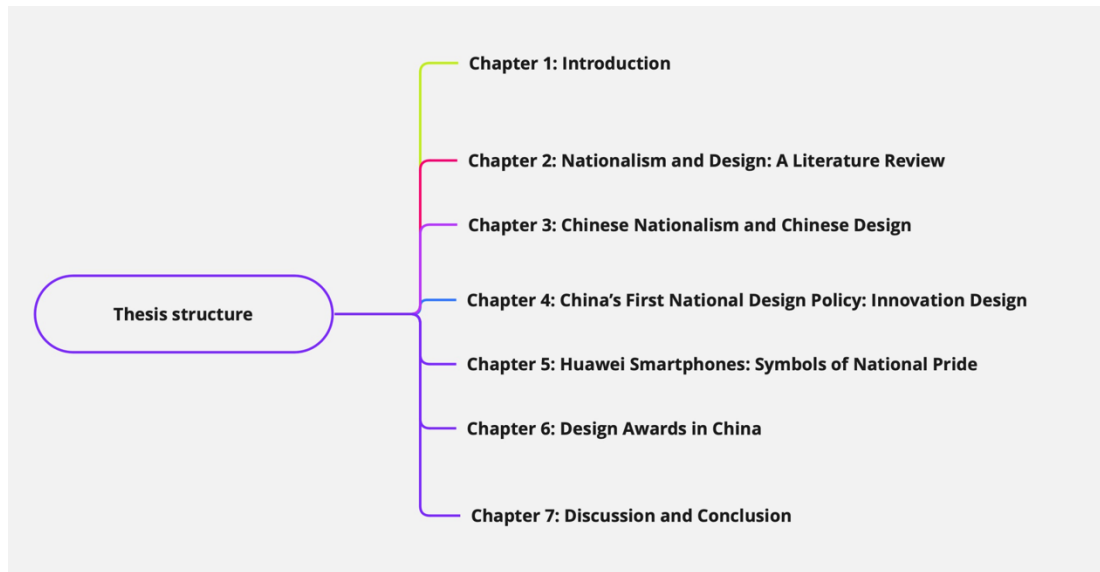 Chapter 1: Introduction
Chapter 2: Nationalism and Design: A Literature Review
Chapter 3: Chinese Nationalism and Chinese Design
Thesis structure
Chapter 4: China’s First National Design Policy: Innovation Design
Chapter 5: Huawei Smartphones: Symbols of National Pride
Chapter 6: Design Awards in China
Chapter 7: Discussion and Conclusion